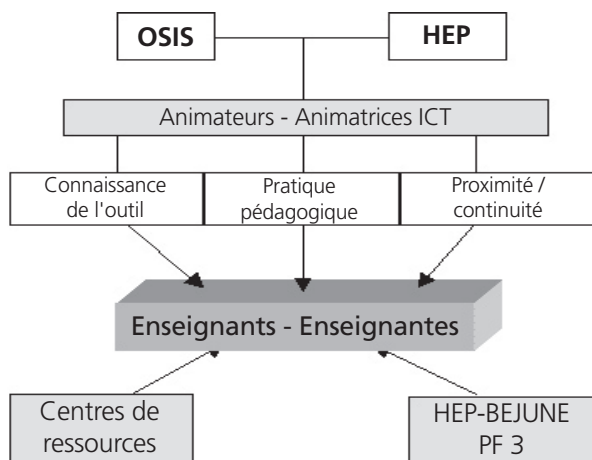 OSIS
HEP
Animateurs - Animatrices ICT
Connaissance
de l'outil
Pratique
pédagogique
Proximité /
continuité
Enseignants - Enseignantes
Centres de
ressources
HEP-BEJUNE
PF 3